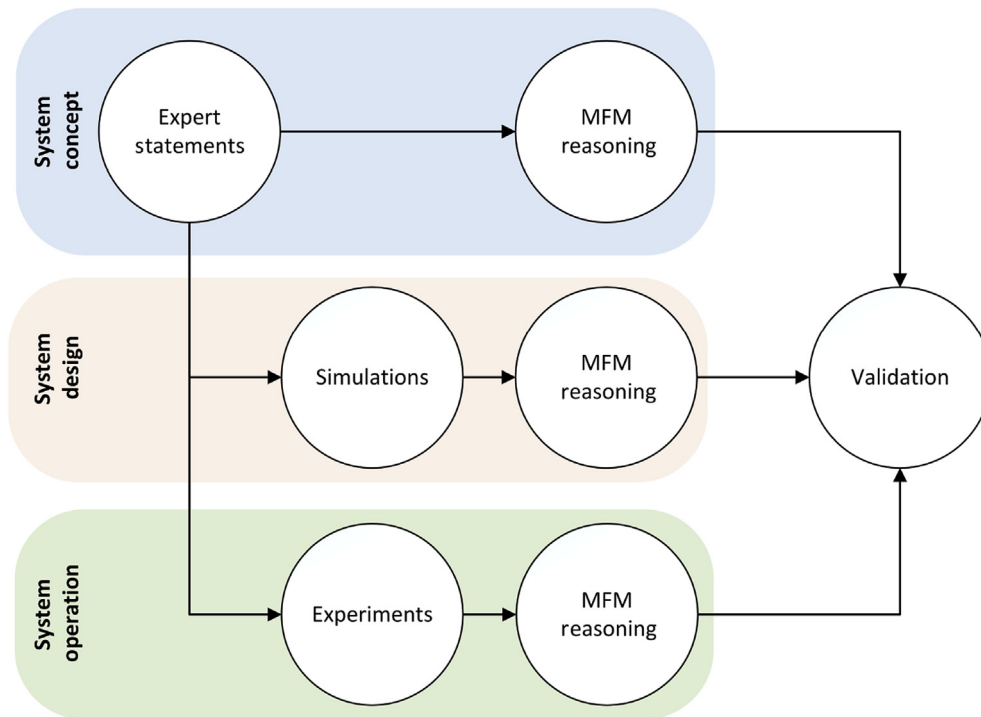 System
concept
Expert
statements
MFM
reasoning
System
design
Simulations
MFM
reasoning
Validation
System
operation
Experiments
MFM
reasoning